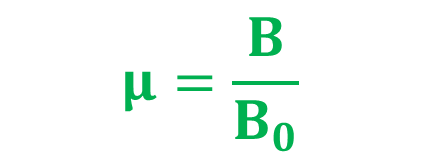 μ = B/B₀